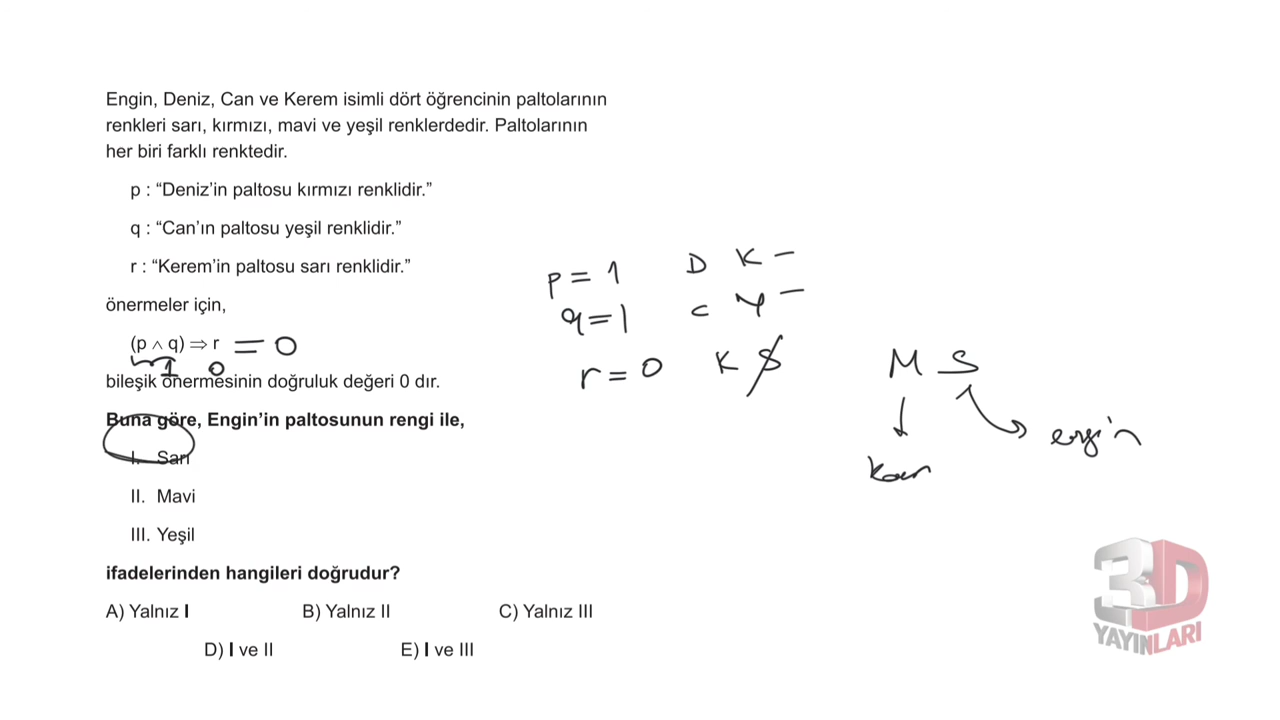 Engin, Deniz, Can ve Kerem isimli dört öğrencinin paltolarının
renkleri sarı, kırmızı, mavi ve yeşil renklerdedir. Paltolarının
her biri farklı renktedir.
p : “Deniz’in paltosu kırmızı renklidir.”
q : “Can’ın paltosu yeşil renklidir.”
r : “Kerem’in paltosu sarı renklidir.”
önermeler için,
(p ∧ q) ⇒ r = 0
1 0
bileşik önermesinin doğruluk değeri 0 dır.
Buna göre, Engin’in paltosunun rengi ile,
I. Sarı
II. Mavi
III. Yeşil
ifadelerinden hangileri doğrudur?
A) Yalnız I B) Yalnız II C) Yalnız III
D) I ve II E) I ve III
p = 1 D K –
q = 1 C Y –
r = 0 K S
M S
engin
3D
YAYINLARI